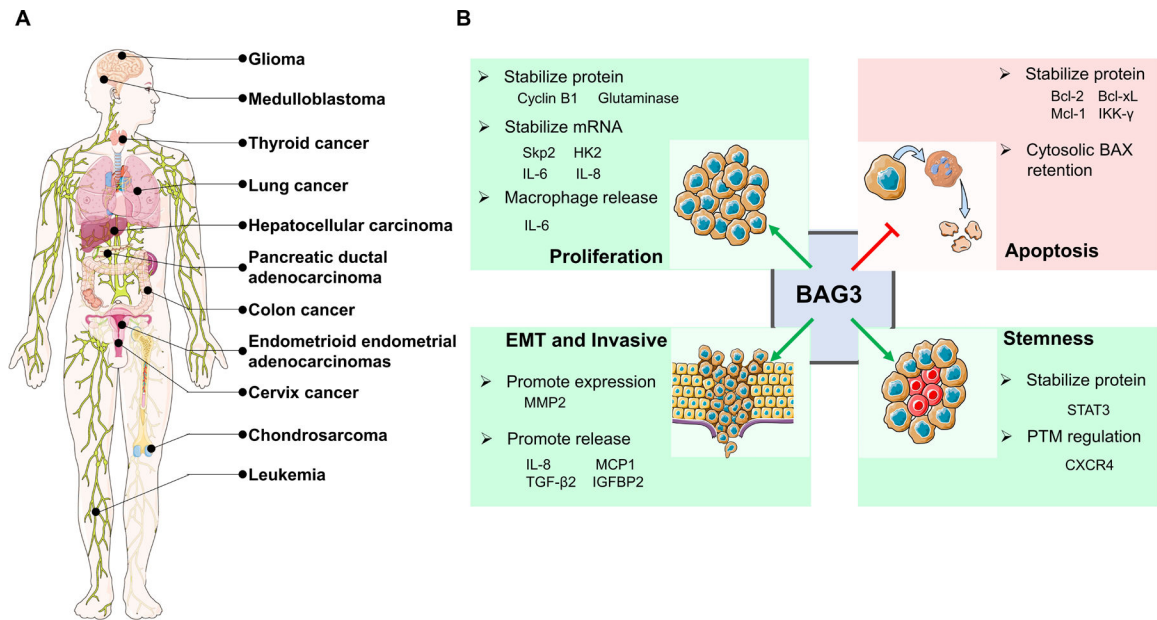 A
Glioma
Medulloblastoma
Thyroid cancer
Lung cancer
Hepatocellular carcinoma
Pancreatic ductal
adenocarcinoma
Colon cancer
Endometrioid endometrial
adenocarcinomas
Cervix cancer
Chondrosarcoma
Leukemia
B
Stabilize protein
Cyclin B1 Glutaminase
Stabilize mRNA
Skp2 HK2
IL-6 IL-8
Macrophage release
IL-6
Proliferation
Stabilize protein
Bcl-2 Bcl-xL
Mcl-1 IKK-γ
Cytosolic BAX
retention
Apoptosis
BAG3
EMT and Invasive
Promote expression
MMP2
Promote release
IL-8 MCP1
TGF-β2 IGFBP2
Stemness
Stabilize protein
STAT3
PTM regulation
CXCR4